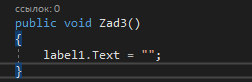 ссылок: 0
public void Zad3()
{
label1.Text = "";
}